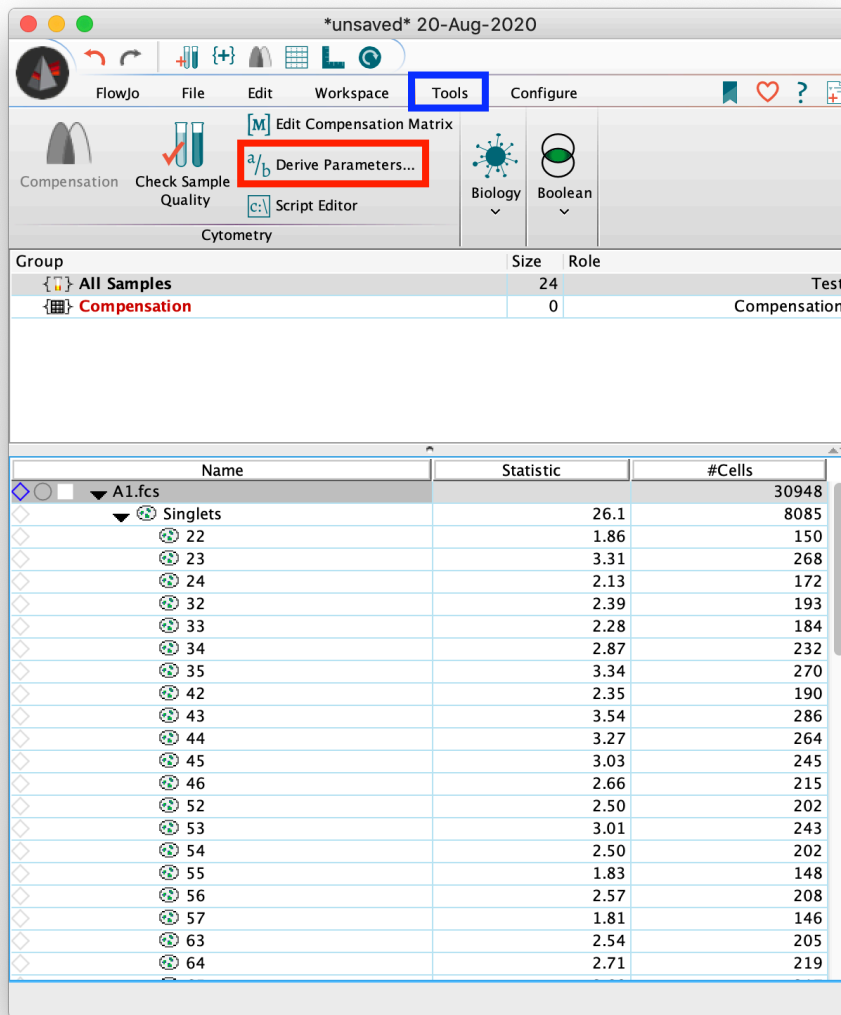 *unsaved* 20-Aug-2020
FlowJo File Edit Workspace Tools Configure
[M] Edit Compensation Matrix
a/b Derive Parameters...
c:\ Script Editor
Compensation
Check Sample
Quality
Biology
Boolean
Cytometry
Group Size Role
All Samples 24 Test
Compensation 0 Compensation
Name Statistic #Cells
A1.fcs 30948
Singlets 26.1 8085
22 1.86 150
23 3.31 268
24 2.13 172
32 2.39 193
33 2.28 184
34 2.87 232
35 3.34 270
42 2.35 190
43 3.54 286
44 3.27 264
45 3.03 245
46 2.66 215
52 2.50 202
53 3.01 243
54 2.50 202
55 1.83 148
56 2.57 208
57 1.81 146
63 2.54 205
64 2.71 219